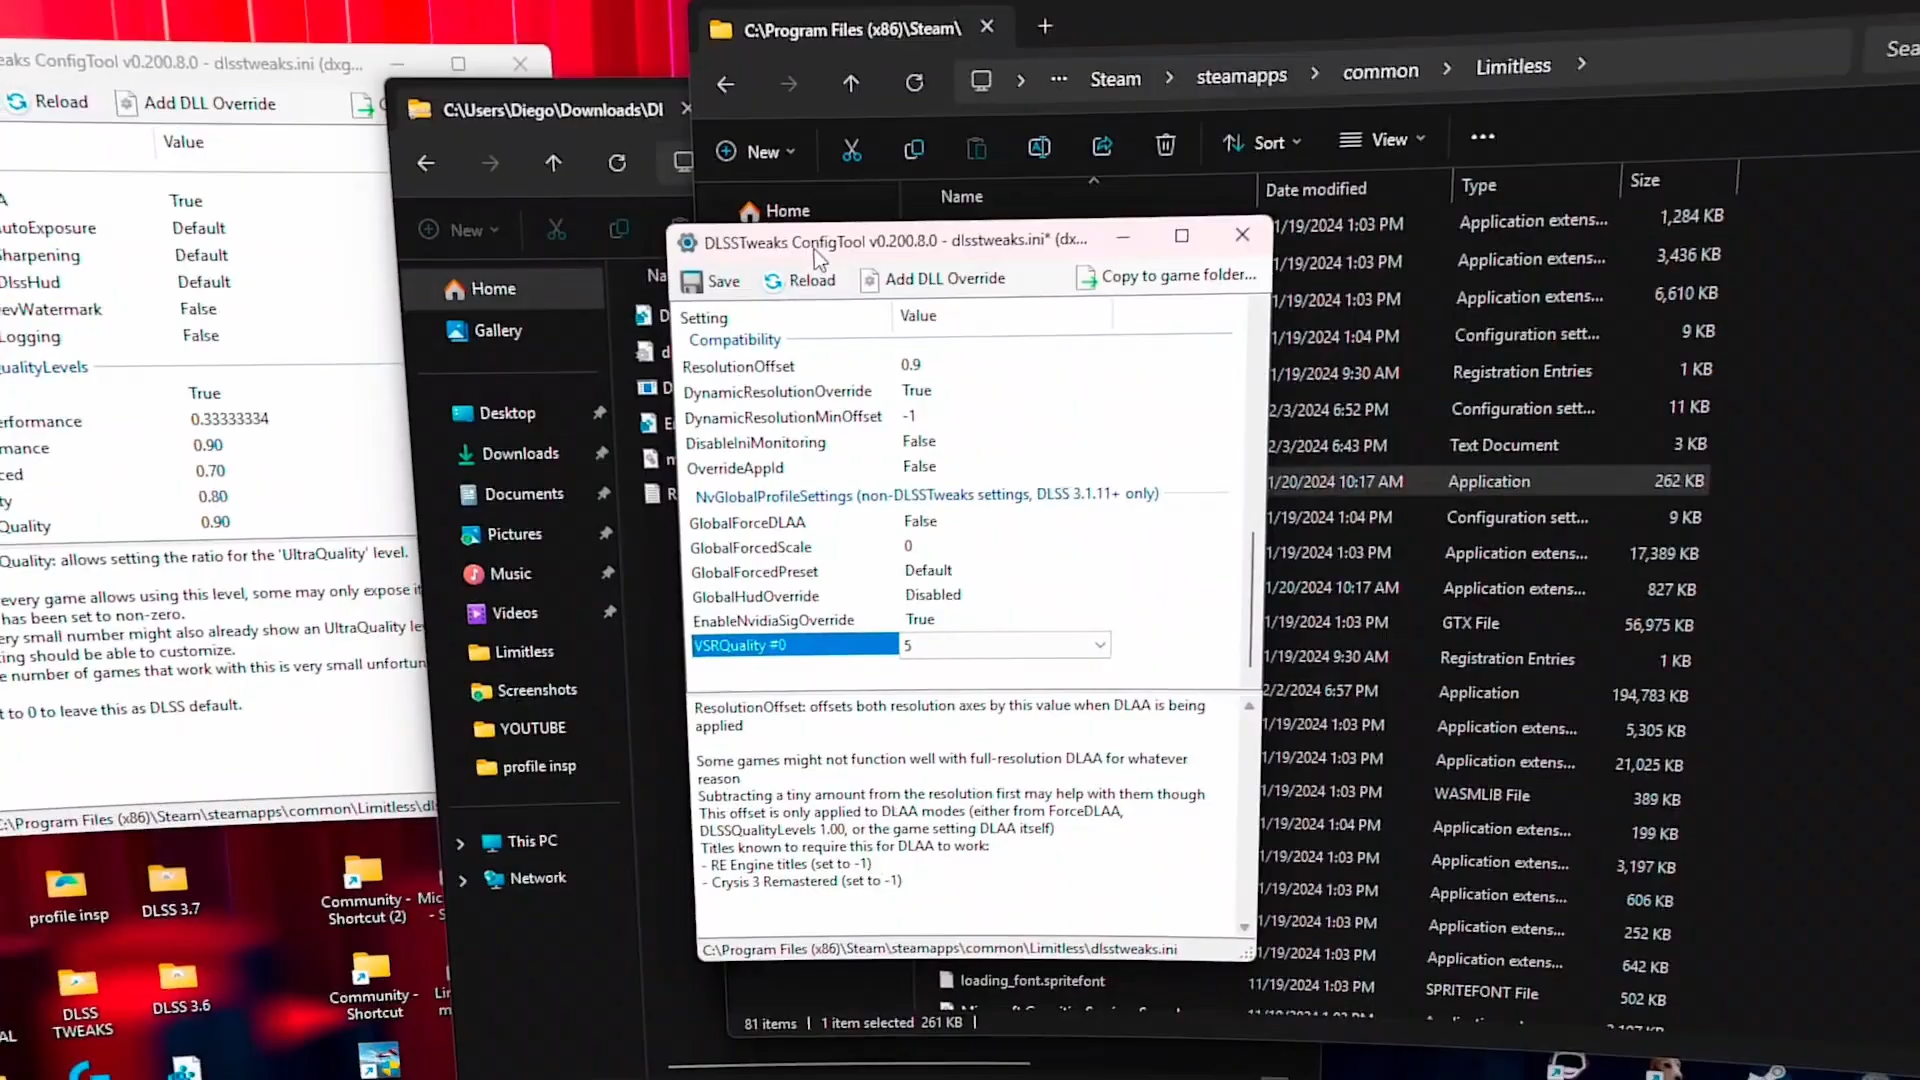 eaks ConfigTool v0.200.8.0 - dlsstweaks.ini (dxg...
Reload
Add DLL Override
Value
A
True
utoExposure
Default
harpening
Default
DlssHud
Default
evWatermark
False
Logging
False
ualityLevels
True
erformance
0.33333334
mance
0.90
ced
0.70
ty
0.80
Quality
0.90
Quality: allows setting the ratio for the 'UltraQuality' level.
every game allows using this level, some may only expose it
has been set to non-zero.
ery small number might also already show an UltraQuality le
ing should be able to customize.
e number of games that work with this is very small unfortun
t to 0 to leave this as DLSS default.
C:\Program Files (x86)\Steam\steamapps\common\Limitless\dl
profile insp
DLSS 3.7
Community -
Shortcut (2)
Mic
- S
DLSS
TWEAKS
DLSS 3.6
Community -
Shortcut
Lir
m
AL
C:\Users\Diego\Downloads\Dl
New
Home
Gallery
Desktop
Downloads
Documents
Pictures
Music
Videos
Limitless
Screenshots
YOUTUBE
profile insp
This PC
Network
Na
D
d
D
E
R
C:\Program Files (x86)\Steam\
Steam
steamapps
common
Limitless
Sea
New
Sort
View
Home
Name
Date modified
Type
Size
1/19/2024 1:03 PM
Application extens...
1,284 KB
1/19/2024 1:03 PM
Application extens...
3,436 KB
1/19/2024 1:03 PM
Application extens...
6,610 KB
1/19/2024 1:04 PM
Configuration sett...
9 KB
1/19/2024 9:30 AM
Registration Entries
1 KB
2/3/2024 6:52 PM
Configuration sett...
11 KB
2/3/2024 6:43 PM
Text Document
3 KB
1/20/2024 10:17 AM
Application
262 KB
1/19/2024 1:04 PM
Configuration sett...
9 KB
1/19/2024 1:03 PM
Application extens...
17,389 KB
1/20/2024 10:17 AM
Application extens...
827 KB
1/19/2024 1:03 PM
GTX File
56,975 KB
1/19/2024 9:30 AM
Registration Entries
1 KB
2/2/2024 6:57 PM
Application
194,783 KB
1/19/2024 1:03 PM
Application extens...
5,305 KB
1/19/2024 1:03 PM
Application extens...
21,025 KB
1/19/2024 1:03 PM
WASMLIB File
389 KB
1/19/2024 1:04 PM
Application extens...
199 KB
1/19/2024 1:03 PM
Application extens...
3,197 KB
1/19/2024 1:03 PM
Application extens...
606 KB
1/19/2024 1:03 PM
Application extens...
252 KB
1/19/2024 1:03 PM
Application extens...
642 KB
loading_font.spritefont
11/19/2024 1:03 PM
SPRITEFONT File
502 KB
81 items
1 item selected 261 KB
DLSSTweaks ConfigTool v0.200.8.0 - dlsstweaks.ini* (dx...
Save
Reload
Add DLL Override
Copy to game folder...
Setting
Value
Compatibility
ResolutionOffset
0.9
DynamicResolutionOverride
True
DynamicResolutionMinOffset
-1
DisableIniMonitoring
False
OverrideAppId
False
NvGlobalProfileSettings (non-DLSSTweaks settings, DLSS 3.1.11+ only)
GlobalForceDLAA
False
GlobalForcedScale
0
GlobalForcedPreset
Default
GlobalHudOverride
Disabled
EnableNvidiaSigOverride
True
VSRQuality #0
5
ResolutionOffset: offsets both resolution axes by this value when DLAA is being
applied
Some games might not function well with full-resolution DLAA for whatever
reason
Subtracting a tiny amount from the resolution first may help with them though
This offset is only applied to DLAA modes (either from ForceDLAA,
DLSSQualityLevels 1.00, or the game setting DLAA itself)
Titles known to require this for DLAA to work:
- RE Engine titles (set to -1)
- Crysis 3 Remastered (set to -1)
C:\Program Files (x86)\Steam\steamapps\common\Limitless\dlsstweaks.ini